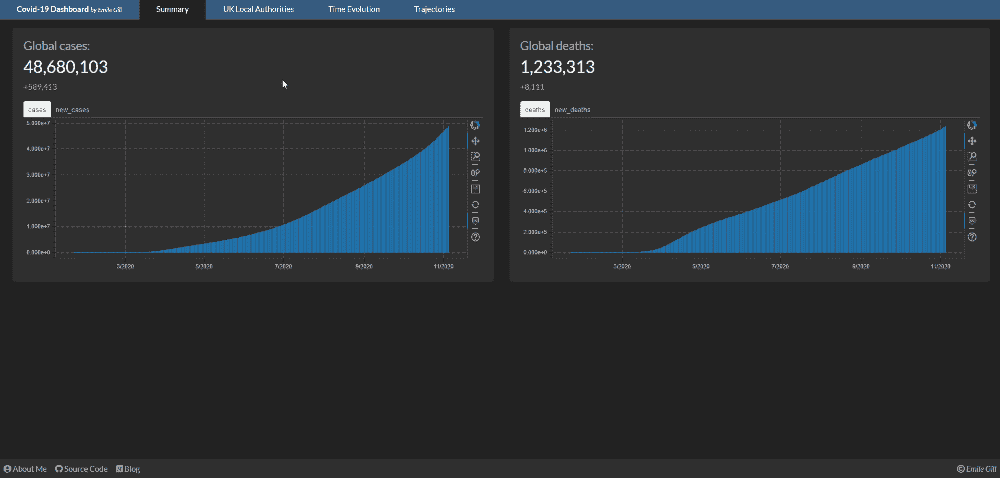 Covid-19 Dashboard by Emile Gill
Summary
UK Local Authorities
Time Evolution
Trajectories
Global cases:
48,680,103
+589,413
cases new_cases
5.000e+7
4.000e+7
3.000e+7
2.000e+7
1.000e+7
0.000e+0
3/2020 5/2020 7/2020 9/2020 11/2020
Global deaths:
1,233,313
+8,111
deaths new_deaths
1.200e+6
1.000e+6
8.000e+5
6.000e+5
4.000e+5
2.000e+5
0.000e+0
3/2020 5/2020 7/2020 9/2020 11/2020
About Me Source Code Blog
© Emile Gill